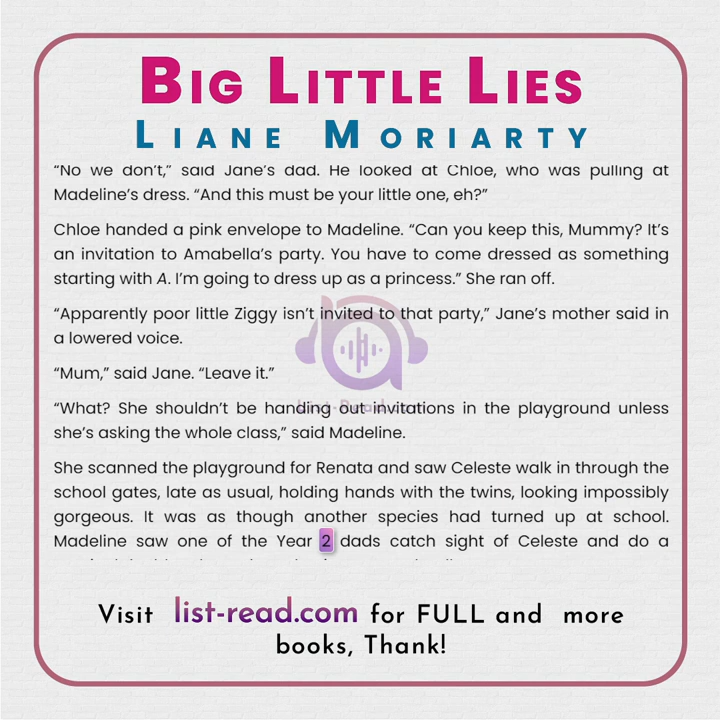 Big Little Lies
Liane Moriarty
“No we don’t,” said Jane’s dad. He looked at Chloe, who was pulling at
Madeline’s dress. “And this must be your little one, eh?”
Chloe handed a pink envelope to Madeline. “Can you keep this, Mummy? It’s
an invitation to Amabella’s party. You have to come dressed as something
starting with A. I’m going to dress up as a princess.” She ran off.
“Apparently poor little Ziggy isn’t invited to that party,” Jane’s mother said in
a lowered voice.
“Mum,” said Jane. “Leave it.”
“What? She shouldn’t be handing out invitations in the playground unless
she’s asking the whole class,” said Madeline.
She scanned the playground for Renata and saw Celeste walk in through the
school gates, late as usual, holding hands with the twins, looking impossibly
gorgeous. It was as though another species had turned up at school.
Madeline saw one of the Year 2 dads catch sight of Celeste and do a
Visit list-read.com for FULL and more
books, Thank!